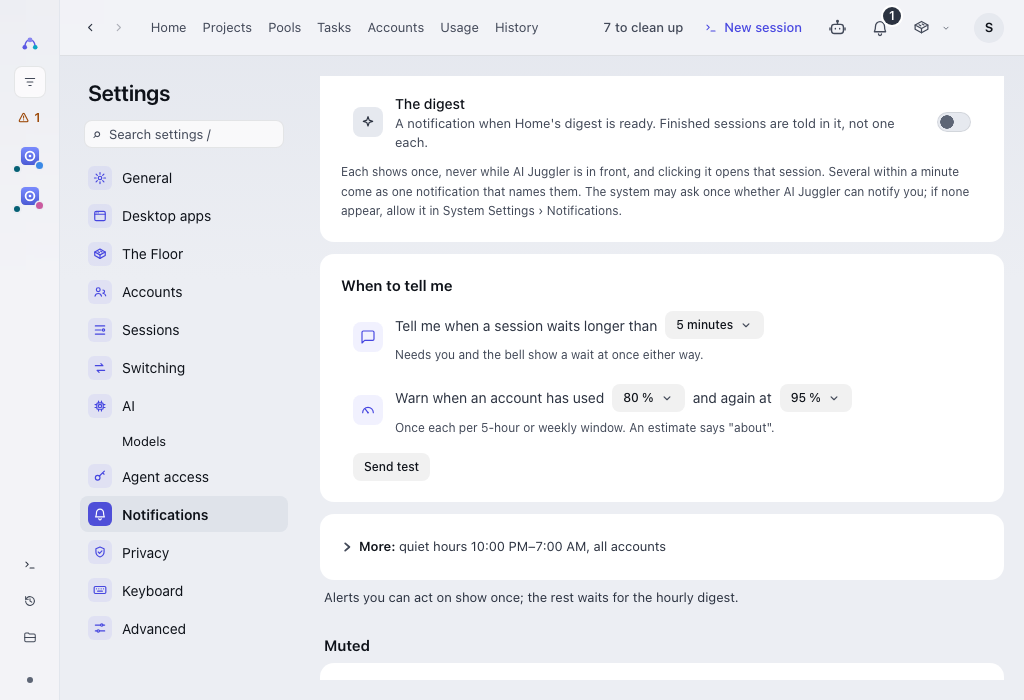 Home Projects Pools Tasks Accounts Usage History 7 to clean up New session 1 S
1
Settings
Search settings /
General
Desktop apps
The Floor
Accounts
Sessions
Switching
AI
Models
Agent access
Notifications
Privacy
Keyboard
Advanced
The digest
A notification when Home's digest is ready. Finished sessions are told in it, not one
each.
Each shows once, never while AI Juggler is in front, and clicking it opens that session. Several within a minute
come as one notification that names them. The system may ask once whether AI Juggler can notify you; if none
appear, allow it in System Settings › Notifications.
When to tell me
Tell me when a session waits longer than 5 minutes
Needs you and the bell show a wait at once either way.
Warn when an account has used 80 % and again at 95 %
Once each per 5-hour or weekly window. An estimate says "about".
Send test
More: quiet hours 10:00 PM–7:00 AM, all accounts
Alerts you can act on show once; the rest waits for the hourly digest.
Muted